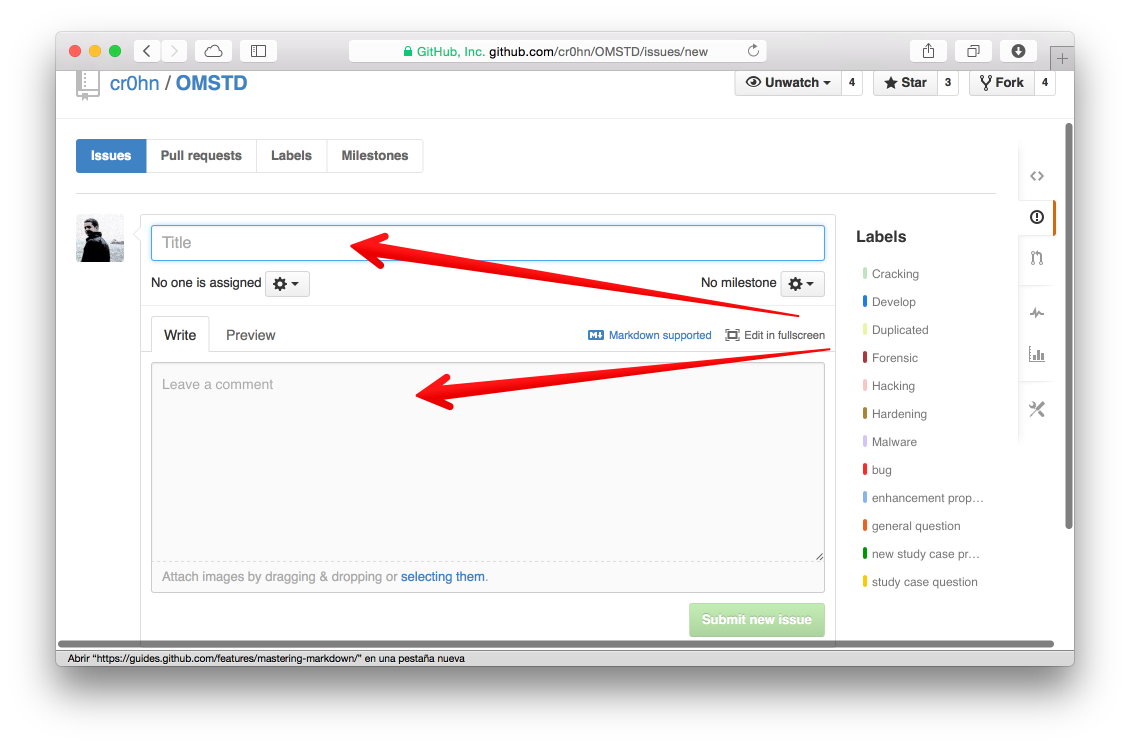 GitHub, Inc. github.com/cr0hn/OMSTD/issues/new
cr0hn / OMSTD
Unwatch 4 Star 3 Fork 4
Issues Pull requests Labels Milestones
Title
No one is assigned No milestone
Write Preview Markdown supported Edit in fullscreen
Leave a comment
Attach images by dragging & dropping or selecting them.
Submit new issue
Labels
Cracking
Develop
Duplicated
Forensic
Hacking
Hardening
Malware
bug
enhancement prop…
general question
new study case pr…
study case question
Abrir “https://guides.github.com/features/mastering-markdown/” en una pestaña nueva